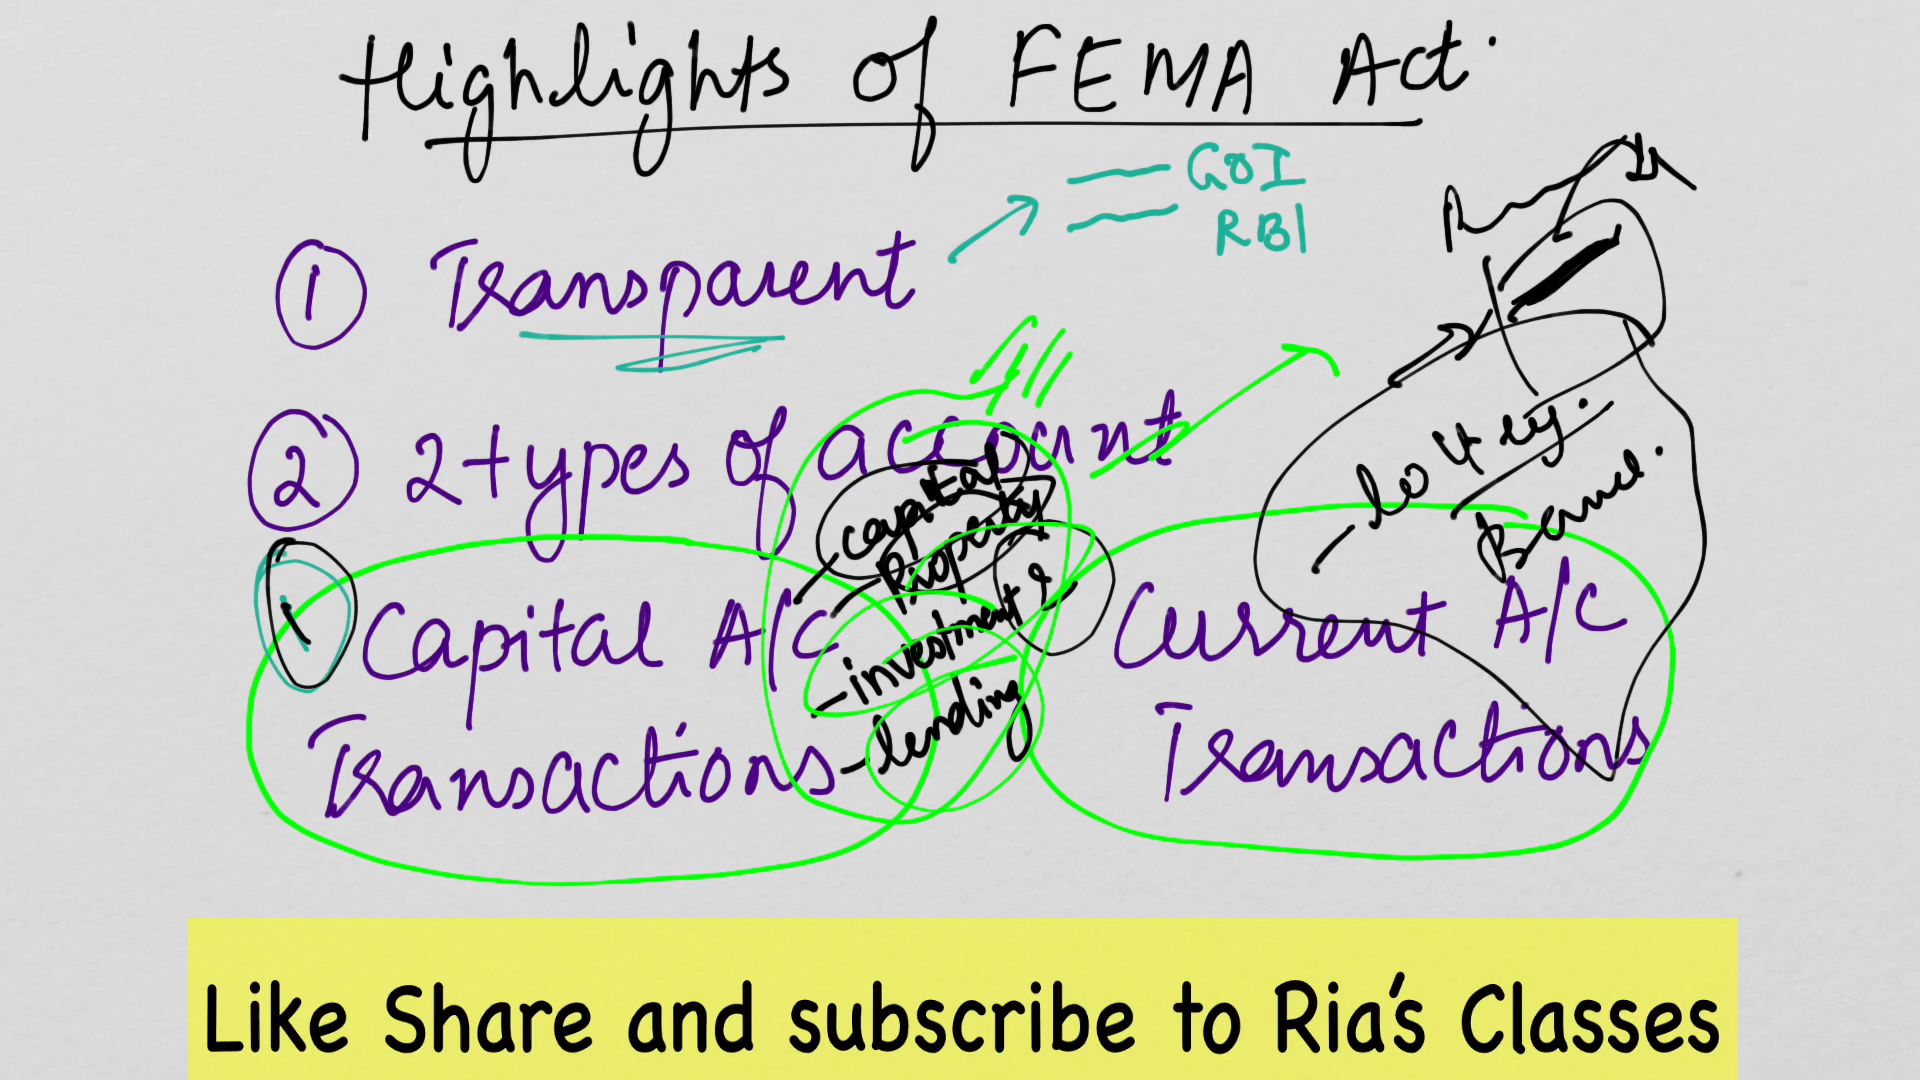 Highlights of FEMA Act.
GOI
RBI
1 Transparent
2 2 types of account
- capital
- Property
- investment &
- lending
- lottery.
Capital A/C
Transactions
Current A/C
Transactions
Like Share and subscribe to Ria's Classes